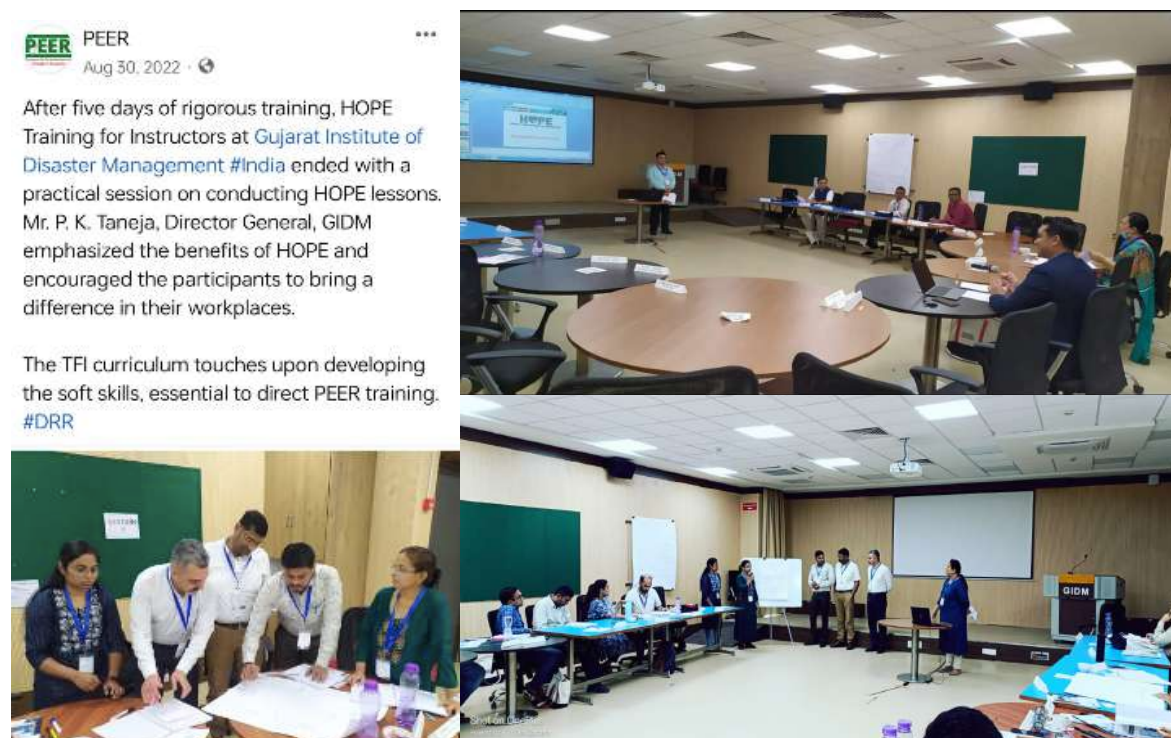 PEER
PEER
Aug 30, 2022
After five days of rigorous training, HOPE
Training for Instructors at Gujarat Institute of
Disaster Management #India ended with a
practical session on conducting HOPE lessons.
Mr. P. K. Taneja, Director General, GIDM
emphasized the benefits of HOPE and
encouraged the participants to bring a
difference in their workplaces.
The TFI curriculum touches upon developing
the soft skills, essential to direct PEER training.
#DRR
HOPE
GIDM
GIDM
Shot on